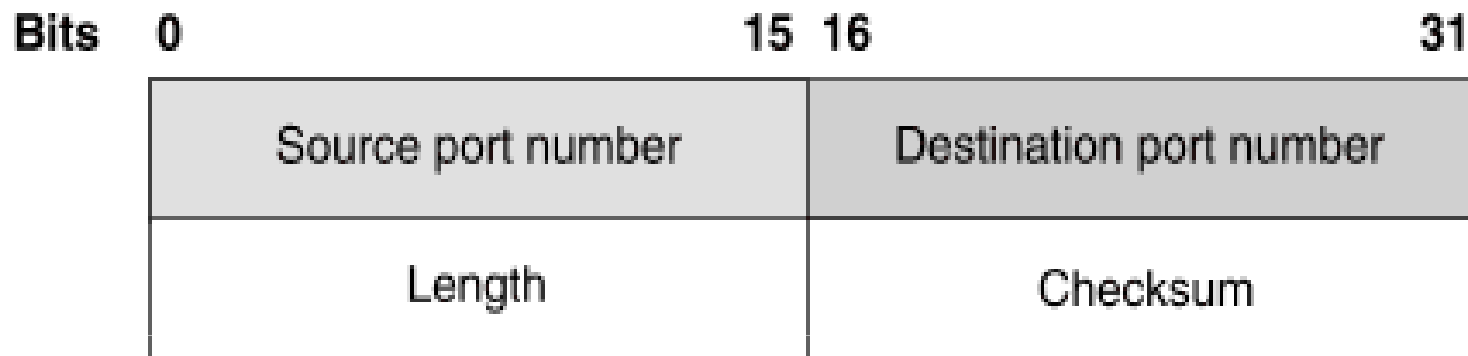 Bits 0 15 16 31
Source port number Destination port number
Length Checksum